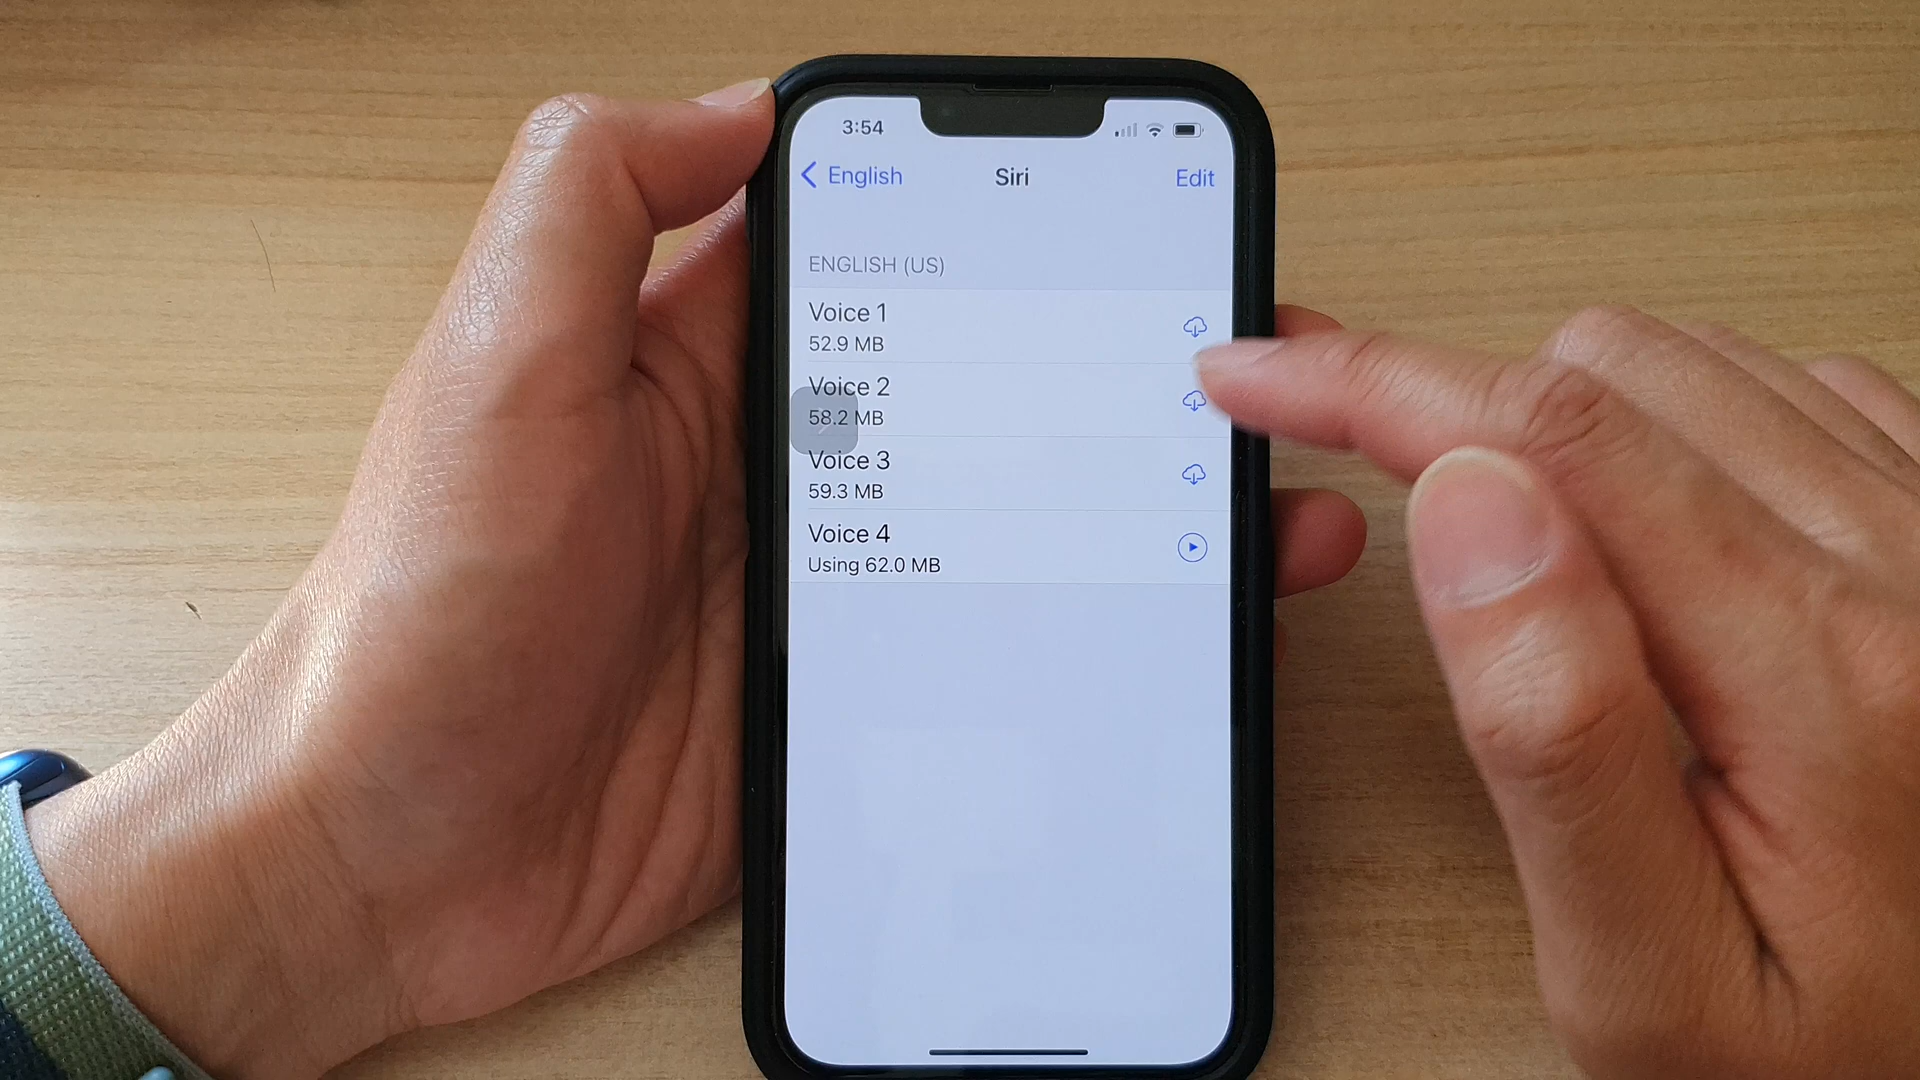 3:54
English
Siri
Edit
ENGLISH (US)
Voice 1
52.9 MB
Voice 2
58.2 MB
Voice 3
59.3 MB
Voice 4
Using 62.0 MB